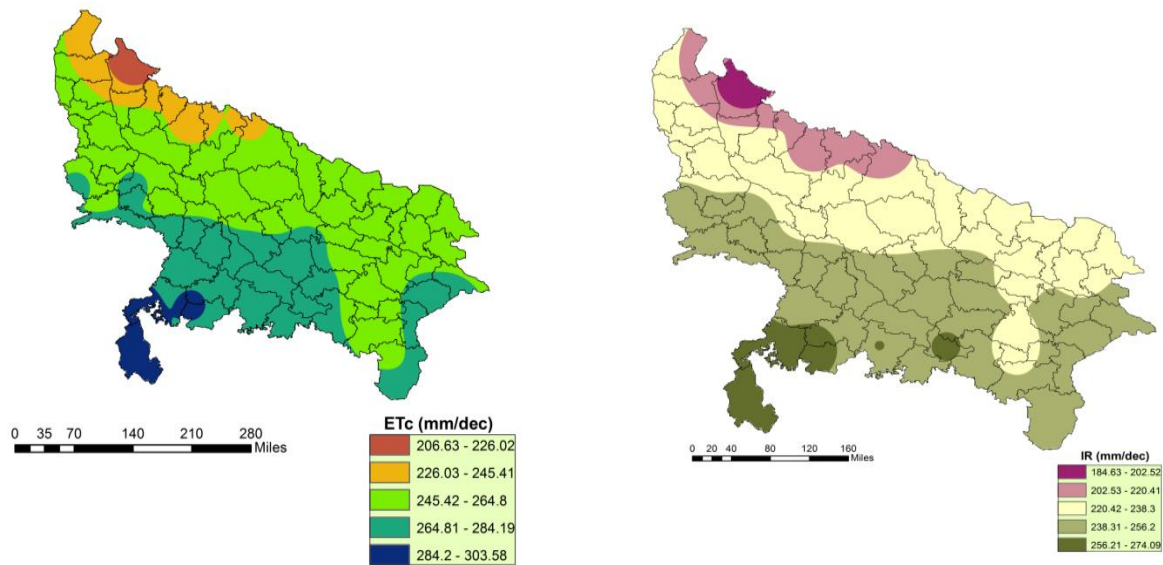 0 35 70 140 210 280
Miles
ETc (mm/dec)
206.63 - 226.02
226.03 - 245.41
245.42 - 264.8
264.81 - 284.19
284.2 - 303.58
0 20 40 80 120 160
Miles
IR (mm/dec)
184.63 - 202.52
202.53 - 220.41
220.42 - 238.3
238.31 - 256.2
256.21 - 274.09